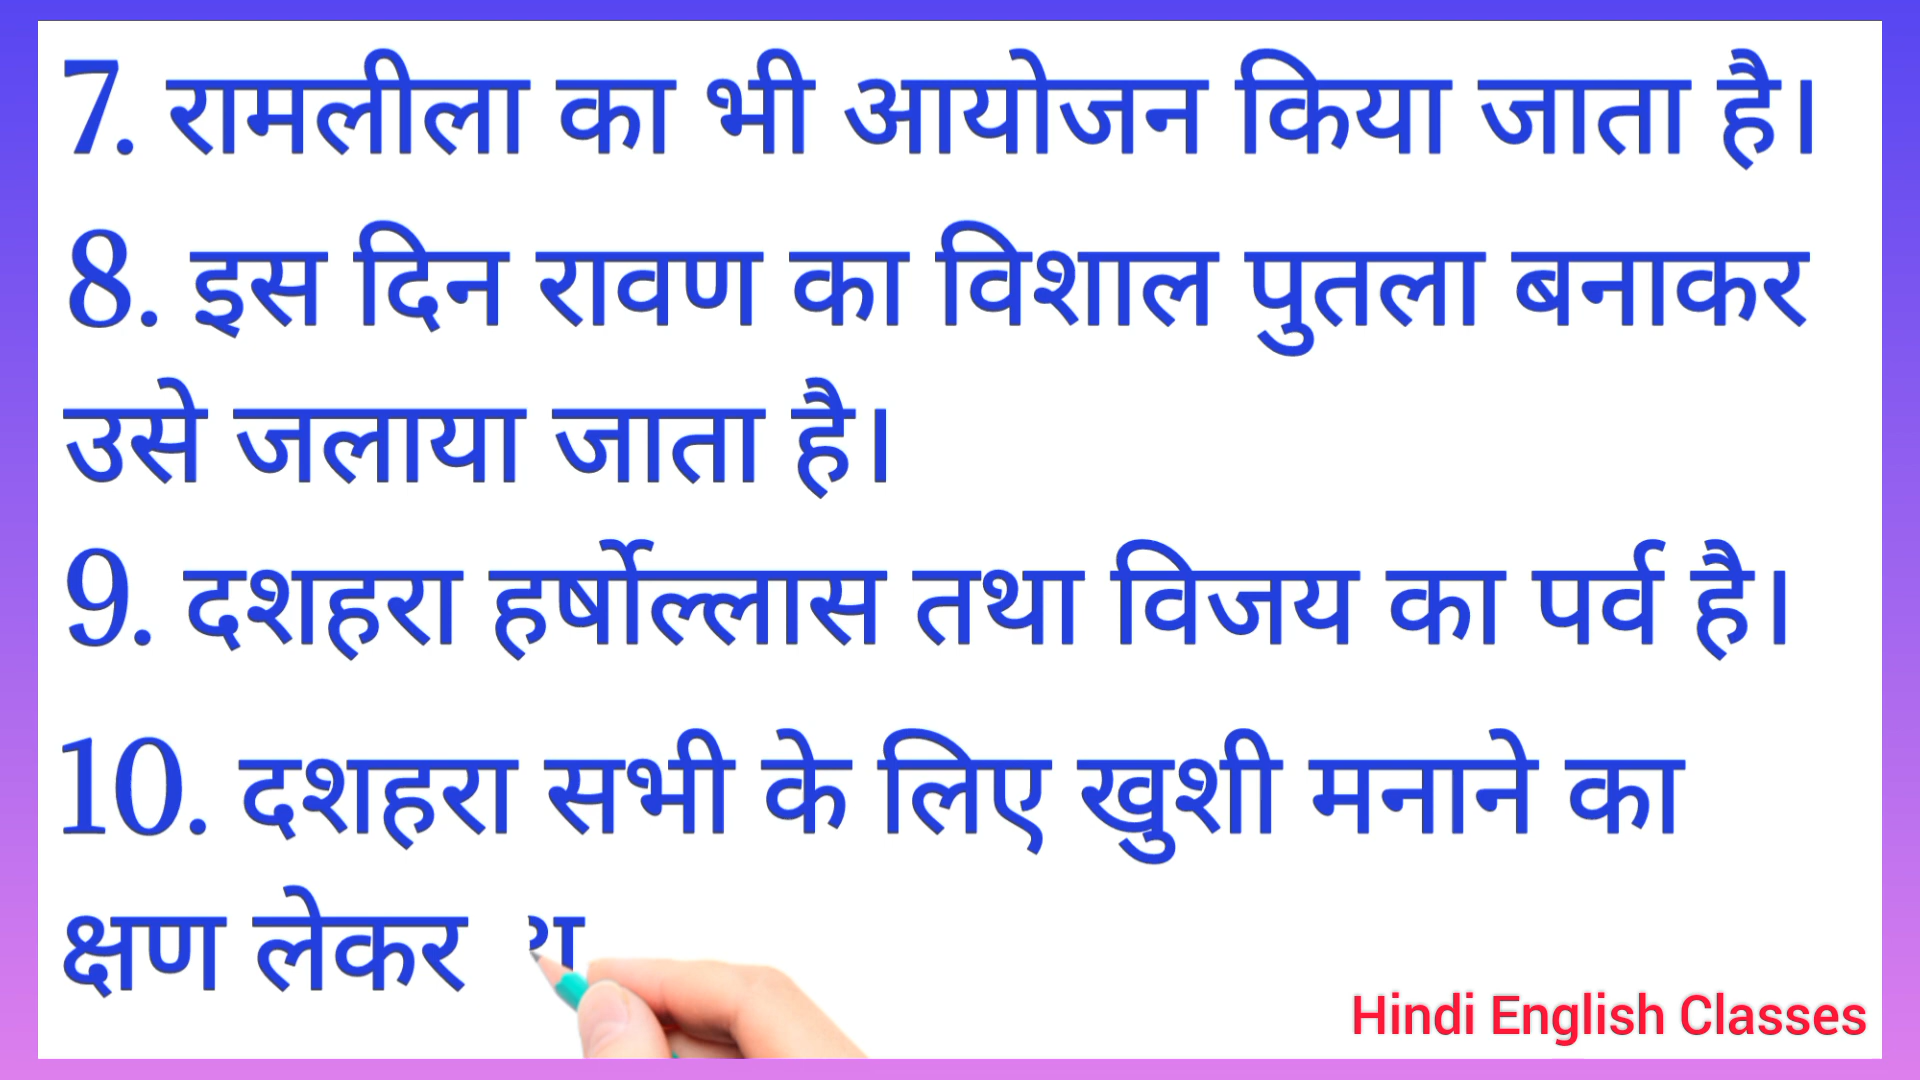 7. रामलीला का भी आयोजन किया जाता है।
8. इस दिन रावण का विशाल पुतला बनाकर
उसे जलाया जाता है।
9. दशहरा हर्षोल्लास तथा विजय का पर्व है।
10. दशहरा सभी के लिए खुशी मनाने का
क्षण लेकर
Hindi English Classes